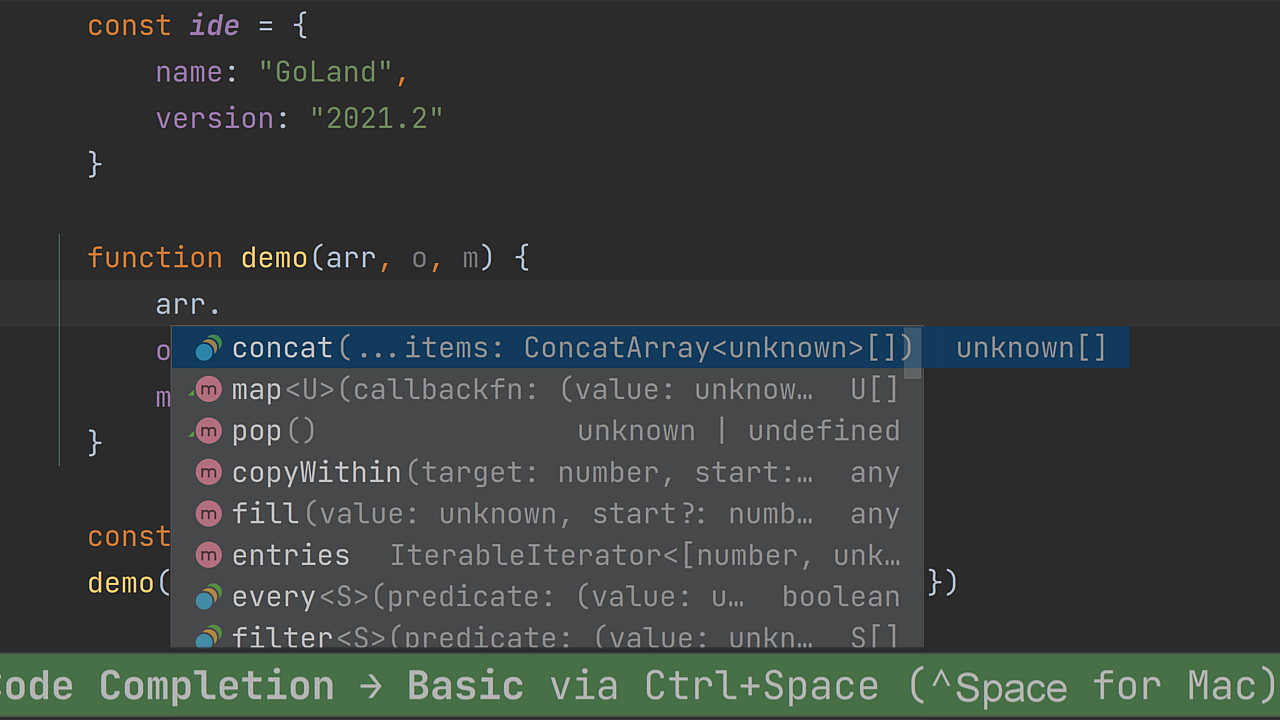 const ide = {
name: "GoLand",
version: "2021.2"
}
function demo(arr, o, m) {
arr.
o
concat(...items: ConcatArray<unknown>[]) unknown[]
map<U>(callbackfn: (value: unknow… U[]
m
pop() unknown | undefined
}
copyWithin(target: number, start:… any
fill(value: unknown, start?: numb… any
const
entries IterableIterator<[number, unk…
demo(
every<S>(predicate: (value: u… boolean
})
filter<S>(predicate: (value: unkn… S[]
Code Completion → Basic via Ctrl+Space (^Space for Mac)